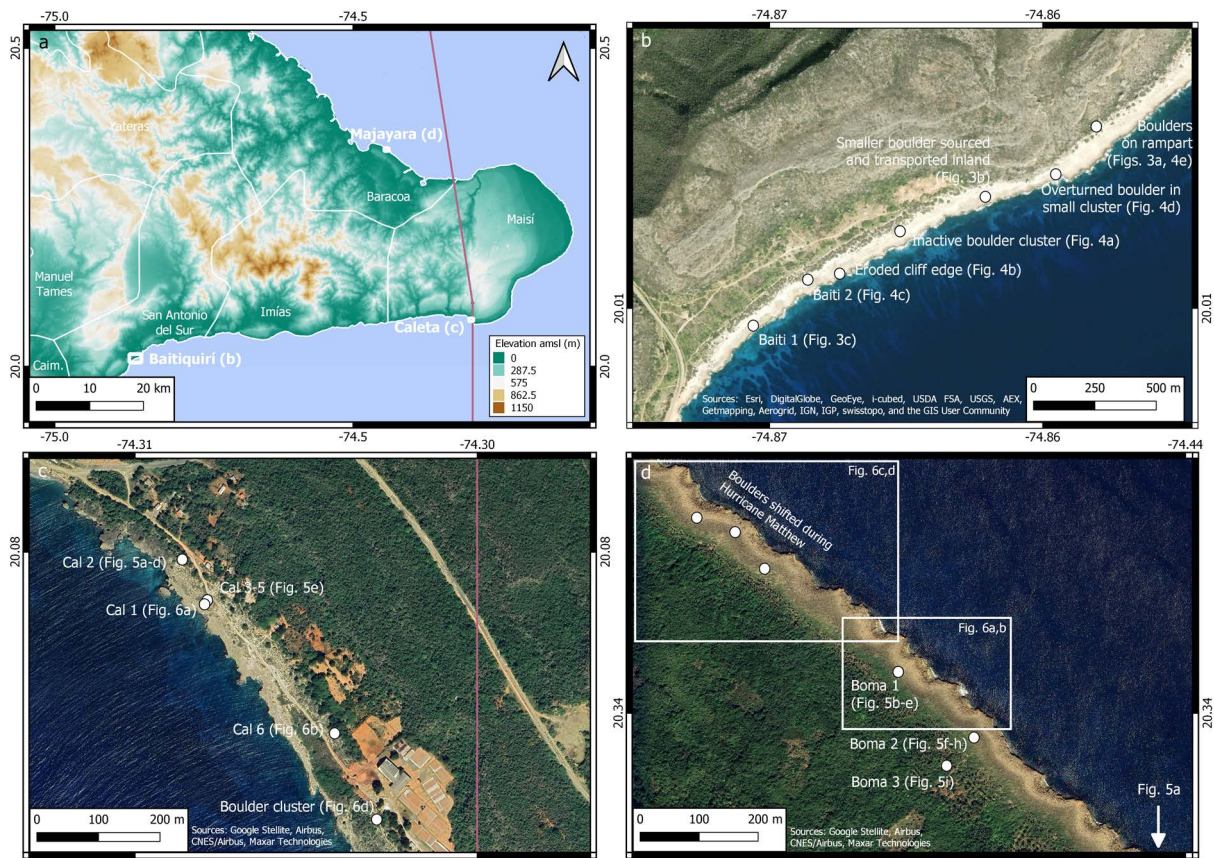 -75.0
-74.5
20.5
a
Yateras
Majayara (d)
Baracoa
Maisí
Manuel
Tames
San Antonio
del Sur
Imías
Caleta (c)
Caim.
Baitiquirí (b)
20.0
0 10 20 km
Elevation amsl (m)
0
287.5
575
862.5
1150
-75.0
-74.5
-74.87
-74.86
b
Smaller boulder sourced
and transported inland
(Fig. 3b)
Boulders
on rampart
(Figs. 3a, 4e)
Overturned boulder in
small cluster (Fig. 4d)
Inactive boulder cluster (Fig. 4a)
Eroded cliff edge (Fig. 4b)
Baiti 2 (Fig. 4c)
Baiti 1 (Fig. 3c)
20.01
20.01
0 250 500 m
Sources: Esri, DigitalGlobe, GeoEye, i-cubed, USDA FSA, USGS, AEX,
Getmapping, Aerogrid, IGN, IGP, swisstopo, and the GIS User Community
-74.87
-74.86
-74.31
-74.30
c
20.08
20.08
Cal 2 (Fig. 5a-d)
Cal 3-5 (Fig. 5e)
Cal 1 (Fig. 6a)
Cal 6 (Fig. 6b)
Boulder cluster (Fig. 6d)
0 100 200 m
Sources: Google Stellite, Airbus,
CNES/Airbus, Maxar Technologies
-74.44
d
Fig. 6c,d
Boulders shifted during
Hurricane Matthew
Fig. 6a,b
Boma 1
(Fig. 5b-e)
Boma 2 (Fig. 5f-h)
Boma 3 (Fig. 5i)
20.34
20.34
Fig. 5a
0 100 200 m
Sources: Google Stellite, Airbus,
CNES/Airbus, Maxar Technologies